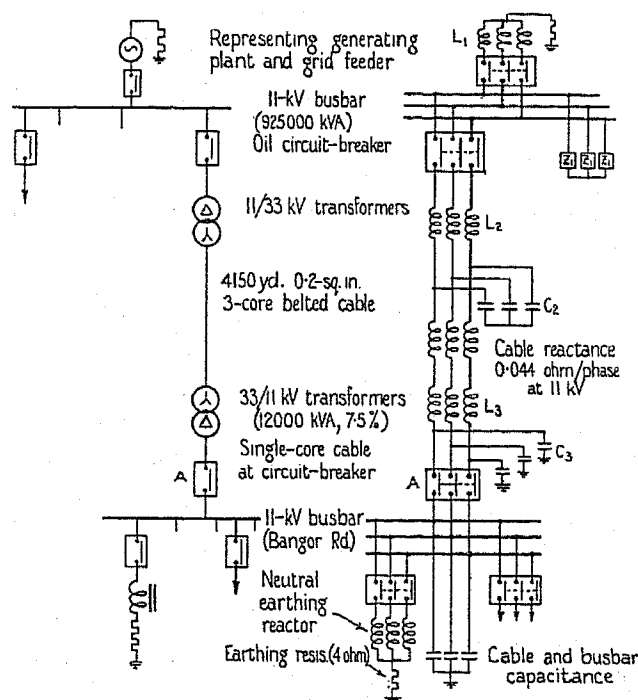 Representing generating
plant and grid feeder
L₁
11-kV busbar
(925000 kVA)
Oil circuit-breaker
Z₁ Z₁ Z₁
11/33 kV transformers
L₂
4150 yd. 0·2-sq. in.
3-core belted cable
C₂
Cable reactance
0·044 ohm/phase
at 11 kV
33/11 kV transformers
(12000 kVA, 7·5%)
L₃
Single-core cable
at circuit-breaker
C₃
A
A
11-kV busbar
(Bangor Rd)
Neutral
earthing
reactor
Earthing resis.(4 ohm)
Cable and busbar
capacitance